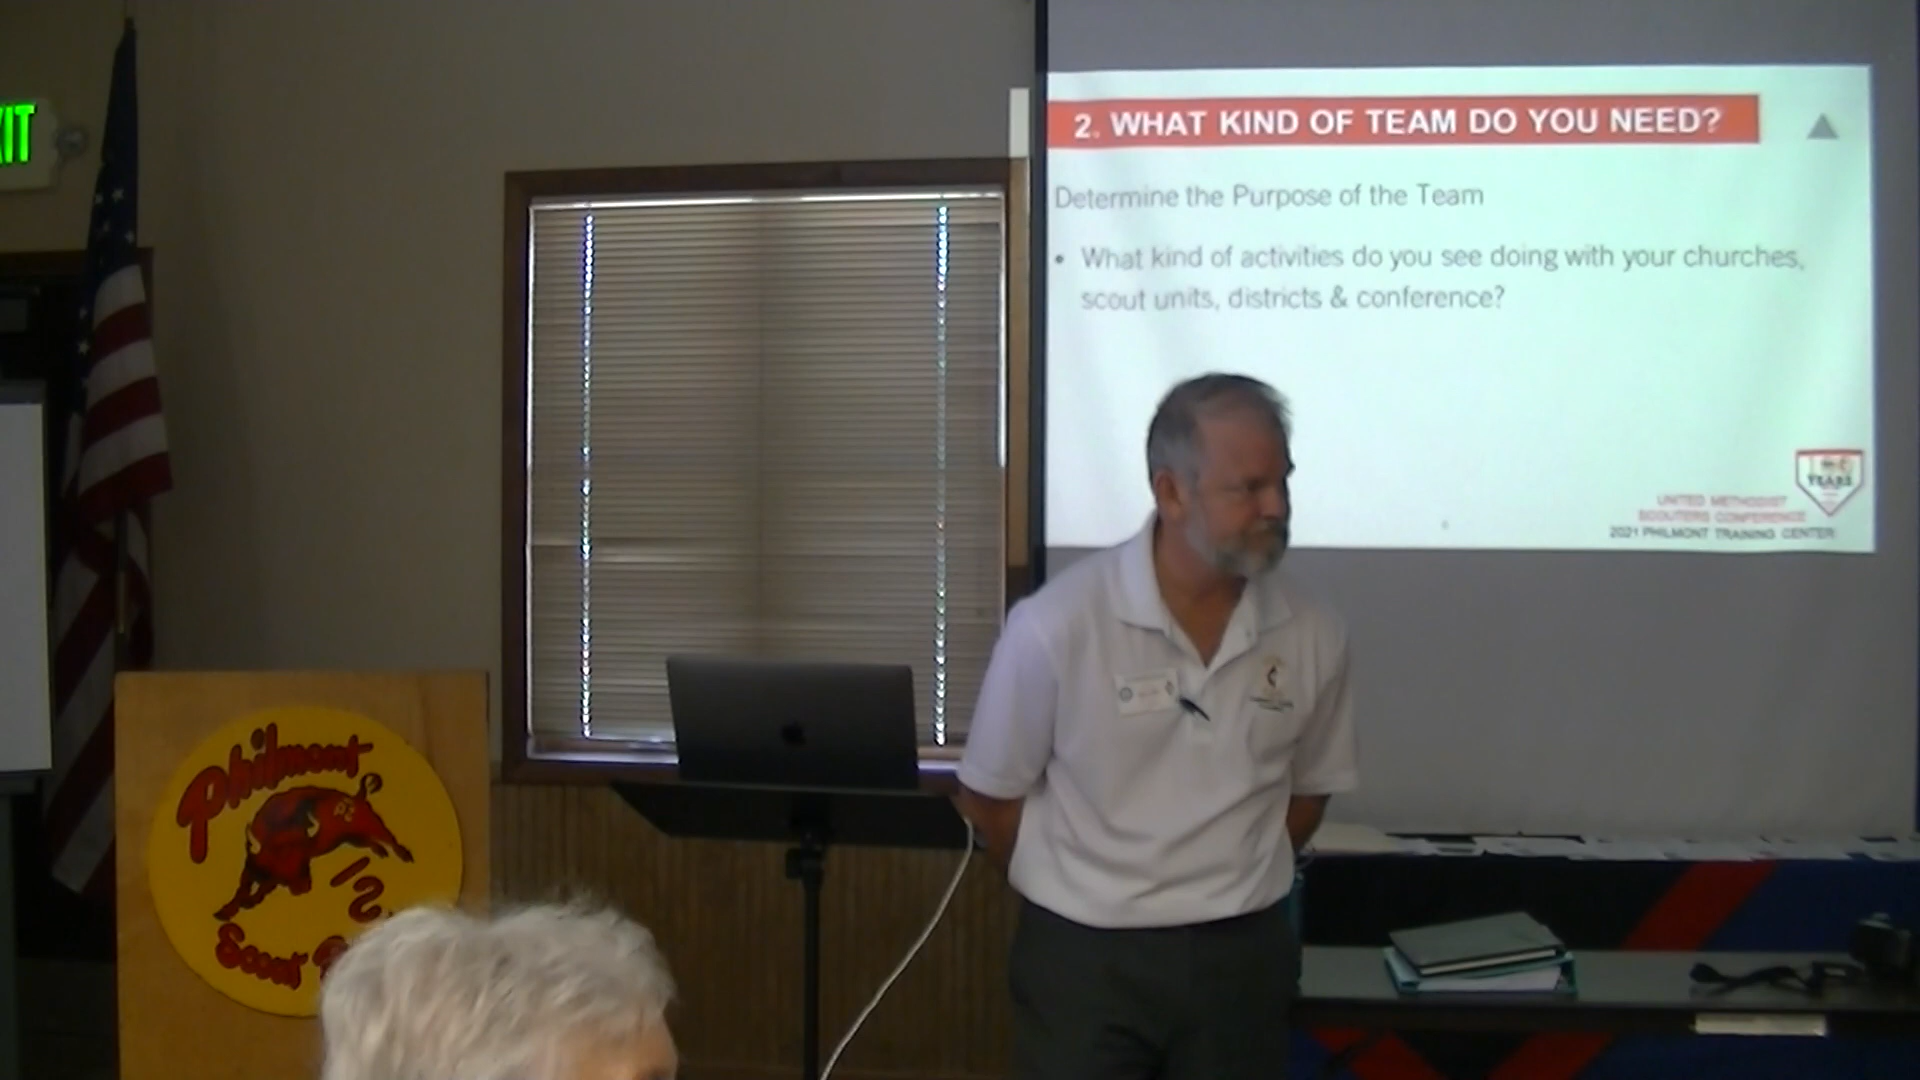 XIT
2. WHAT KIND OF TEAM DO YOU NEED?
Determine the Purpose of the Team
• What kind of activities do you see doing with your churches,
scout units, districts & conference?
YEARS
UNITED METHODIST
SCOUTERS CONFERENCE
2021 PHILMONT TRAINING CENTER
Philmont
Scout